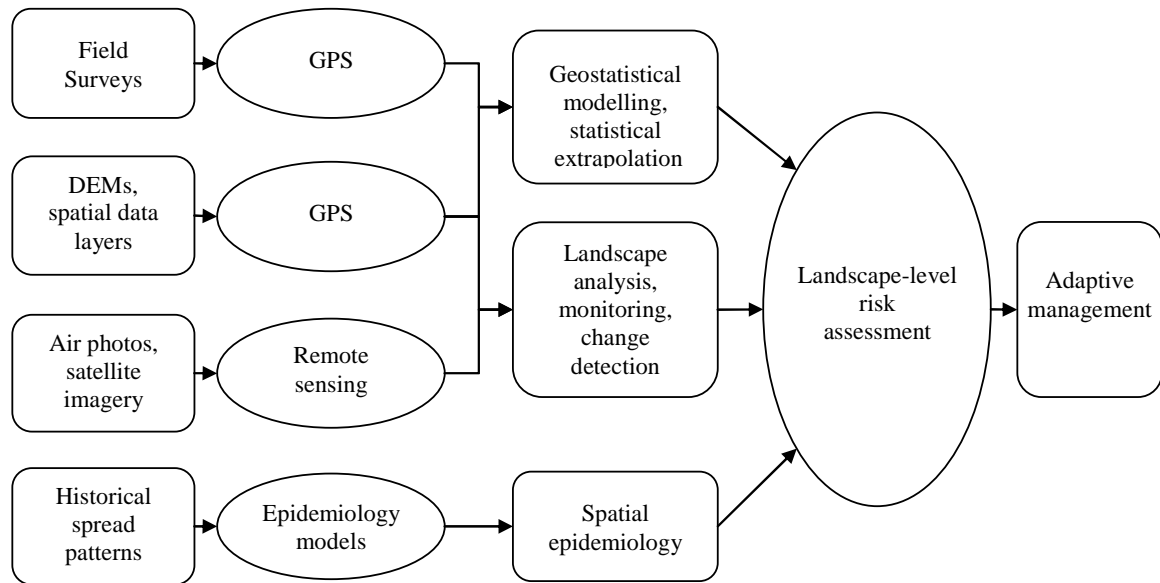 Field
Surveys
GPS
Geostatistical
modelling,
statistical
extrapolation
DEMs,
spatial data
layers
GPS
Landscape
analysis,
monitoring,
change
detection
Landscape-level
risk
assessment
Adaptive
management
Air photos,
satellite
imagery
Remote
sensing
Historical
spread
patterns
Epidemiology
models
Spatial
epidemiology